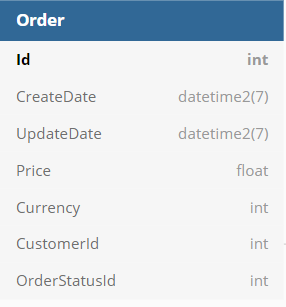 Order
Id int
CreateDate datetime2(7)
UpdateDate datetime2(7)
Price float
Currency int
CustomerId int
OrderStatusId int